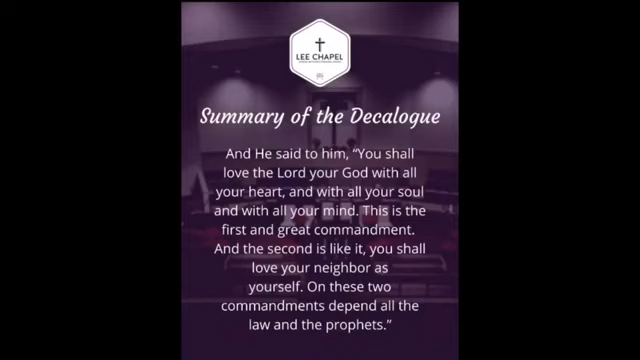 LEE CHAPEL
Summary of the Decalogue
And He said to him, “You shall
love the Lord your God with all
your heart, and with all your soul
and with all your mind. This is the
first and great commandment.
And the second is like it, you shall
love your neighbor as
yourself. On these two
commandments depend all the
law and the prophets.”